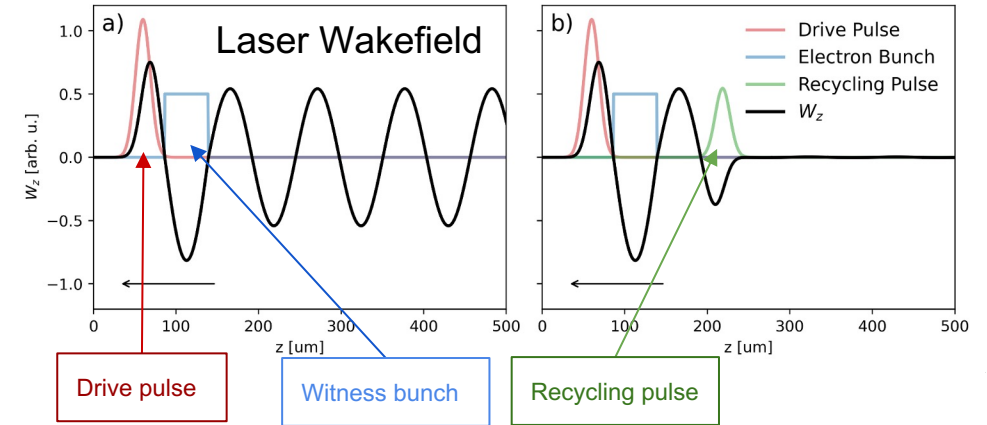 a)
Laser Wakefield
W_z [arb. u.]
1.0
0.5
0.0
−0.5
−1.0
0 100 200 300 400 500
z [um]
b)
Drive Pulse
Electron Bunch
Recycling Pulse
W_z
0 100 200 300 400 500
z [um]
Drive pulse
Witness bunch
Recycling pulse